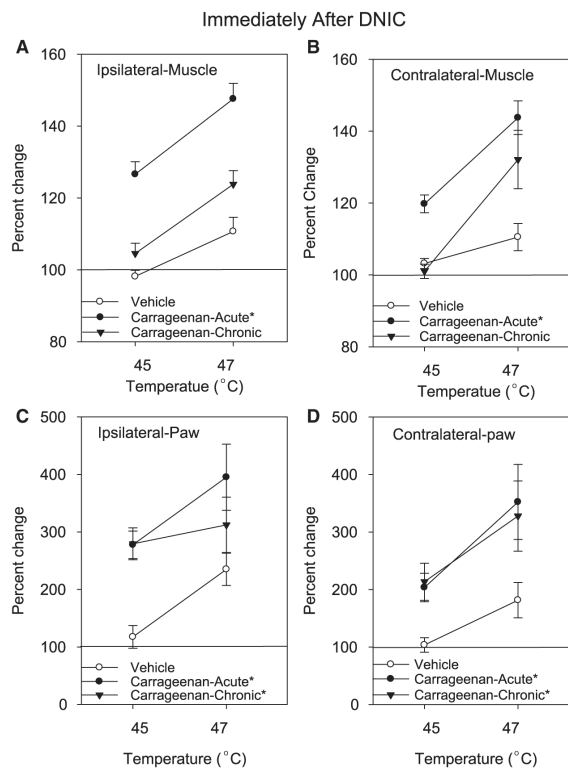 Immediately After DNIC
A
Ipsilateral-Muscle
160
140
120
100
80
Percent change
Vehicle
Carrageenan-Acute*
Carrageenan-Chronic
45
47
Temperatue (°C)
B
Contralateral-Muscle
160
140
120
100
80
Percent Change
Vehicle
Carrageenan-Acute*
Carrageenan-Chronic
45
47
Temperatue (°C)
C
Ipsilateral-Paw
500
400
300
200
100
0
Percent change
Vehicle
Carrageenan-Acute*
Carrageenan-Chronic*
45
47
Temperature (°C)
D
Contralateral-paw
500
400
300
200
100
0
Percent change
Vehicle
Carrageenan-Acute*
Carrageenan-Chronic*
45
47
Temperature (°C)